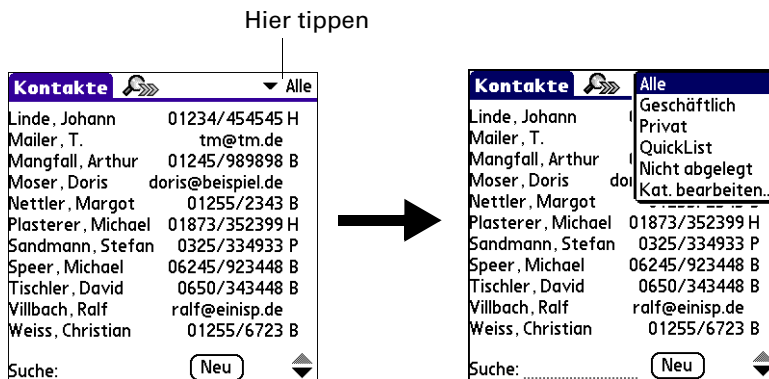 Hier tippen
Kontakte Alle
Linde, Johann 01234/454545 H
Mailer, T. tm@tm.de
Mangfall, Arthur 01245/989898 B
Moser, Doris doris@beispiel.de
Nettler, Margot 01255/2343 B
Plasterer, Michael 01873/352399 H
Sandmann, Stefan 0325/334933 P
Speer, Michael 06245/923448 B
Tischler, David 0650/343448 B
Villbach, Ralf ralf@einisp.de
Weiss, Christian 01255/6723 B
Suche: Neu
Kontakte
Alle
Geschäftlich
Privat
QuickList
Nicht abgelegt
Kat. bearbeiten..
Linde, Johann
Mailer, T.
Mangfall, Arthur
Moser, Doris
Nettler, Margot
Plasterer, Michael 01873/352399 H
Sandmann, Stefan 0325/334933 P
Speer, Michael 06245/923448 B
Tischler, David 0650/343448 B
Villbach, Ralf ralf@einisp.de
Weiss, Christian 01255/6723 B
Suche: Neu